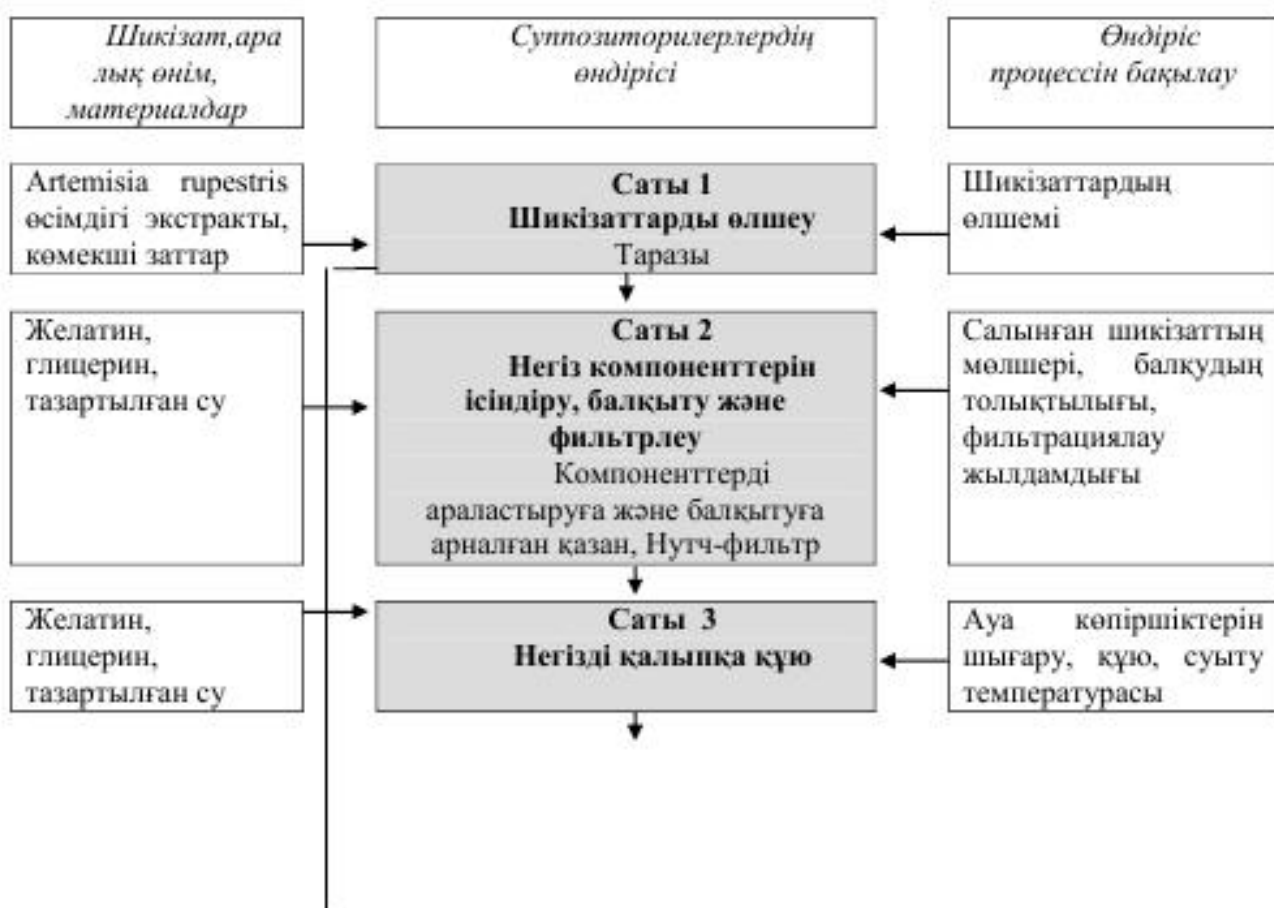 Шикізат,ара
лық өнім,
материалдар
Суппозиторилерлердің
өндірісі
Өндіріс
процессін бақылау
Artemisia rupestris
өсімдігі экстракты,
көмекші заттар
Саты 1
Шикізаттарды өлшеу
Таразы
Шикізаттардың
өлшемі
Желатин,
глицерин,
тазартылған су
Саты 2
Негіз компоненттерін
ісіндіру, балқыту және
фильтрлеу
Компоненттерді
араластыруға және балқытуға
арналған қазан, Нутч-фильтр
Салынған шикізаттың
мөлшері, балқудың
толықтылығы,
фильтрациялау
жылдамдығы
Желатин,
глицерин,
тазартылған су
Саты 3
Негізді қалыпқа құю
Ауа көпіршіктерін
шығару, құю, суыту
температурасы